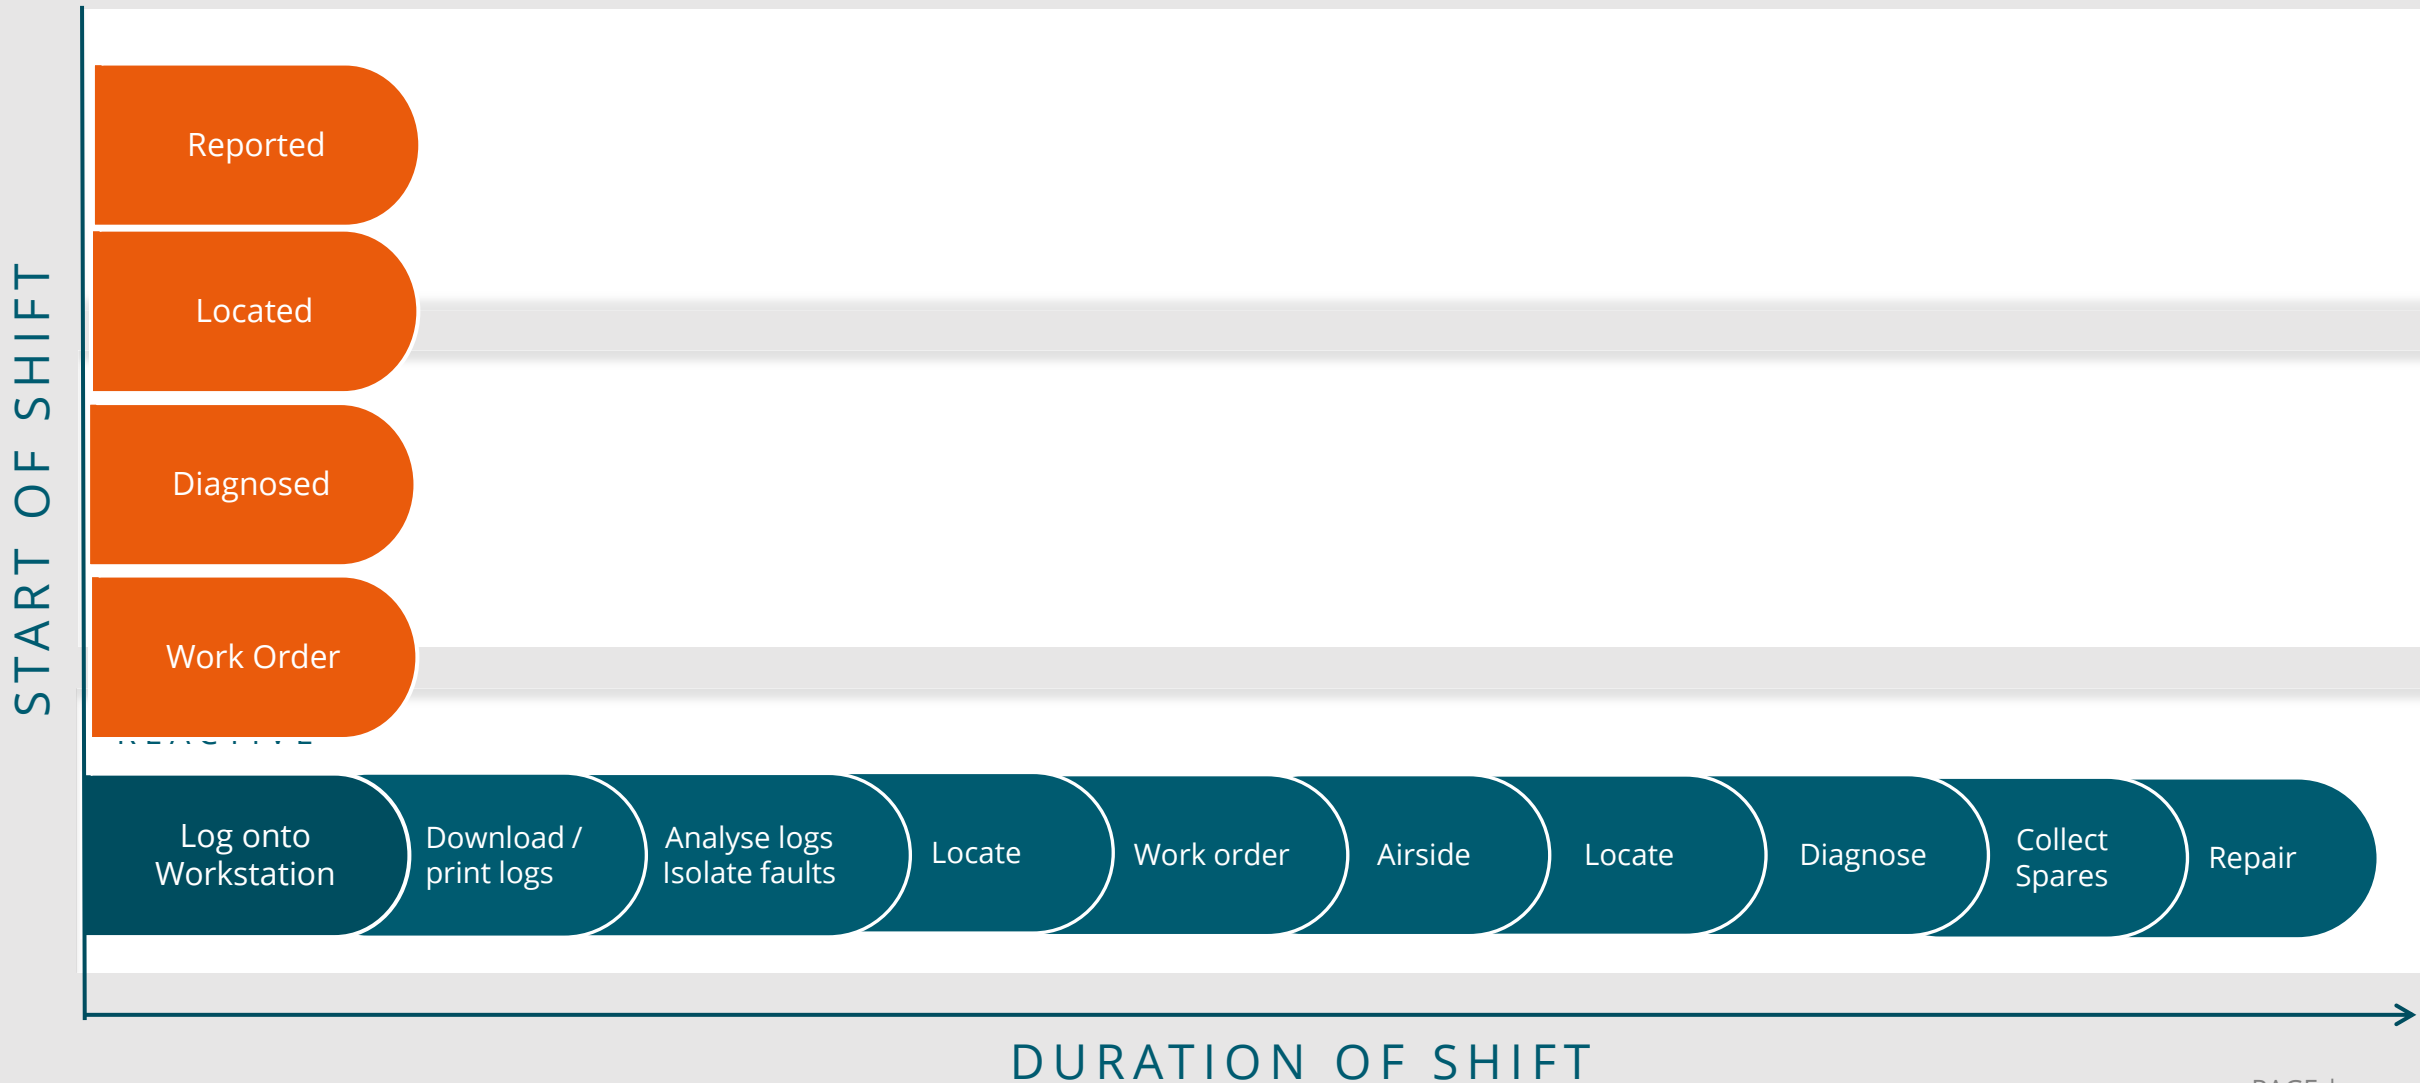 START OF SHIFT
Reported
Located
Diagnosed
Work Order
Log onto
Workstation
Download /
print logs
Analyse logs
Isolate faults
Locate
Work order
Airside
Locate
Diagnose
Collect
Spares
Repair
DURATION OF SHIFT